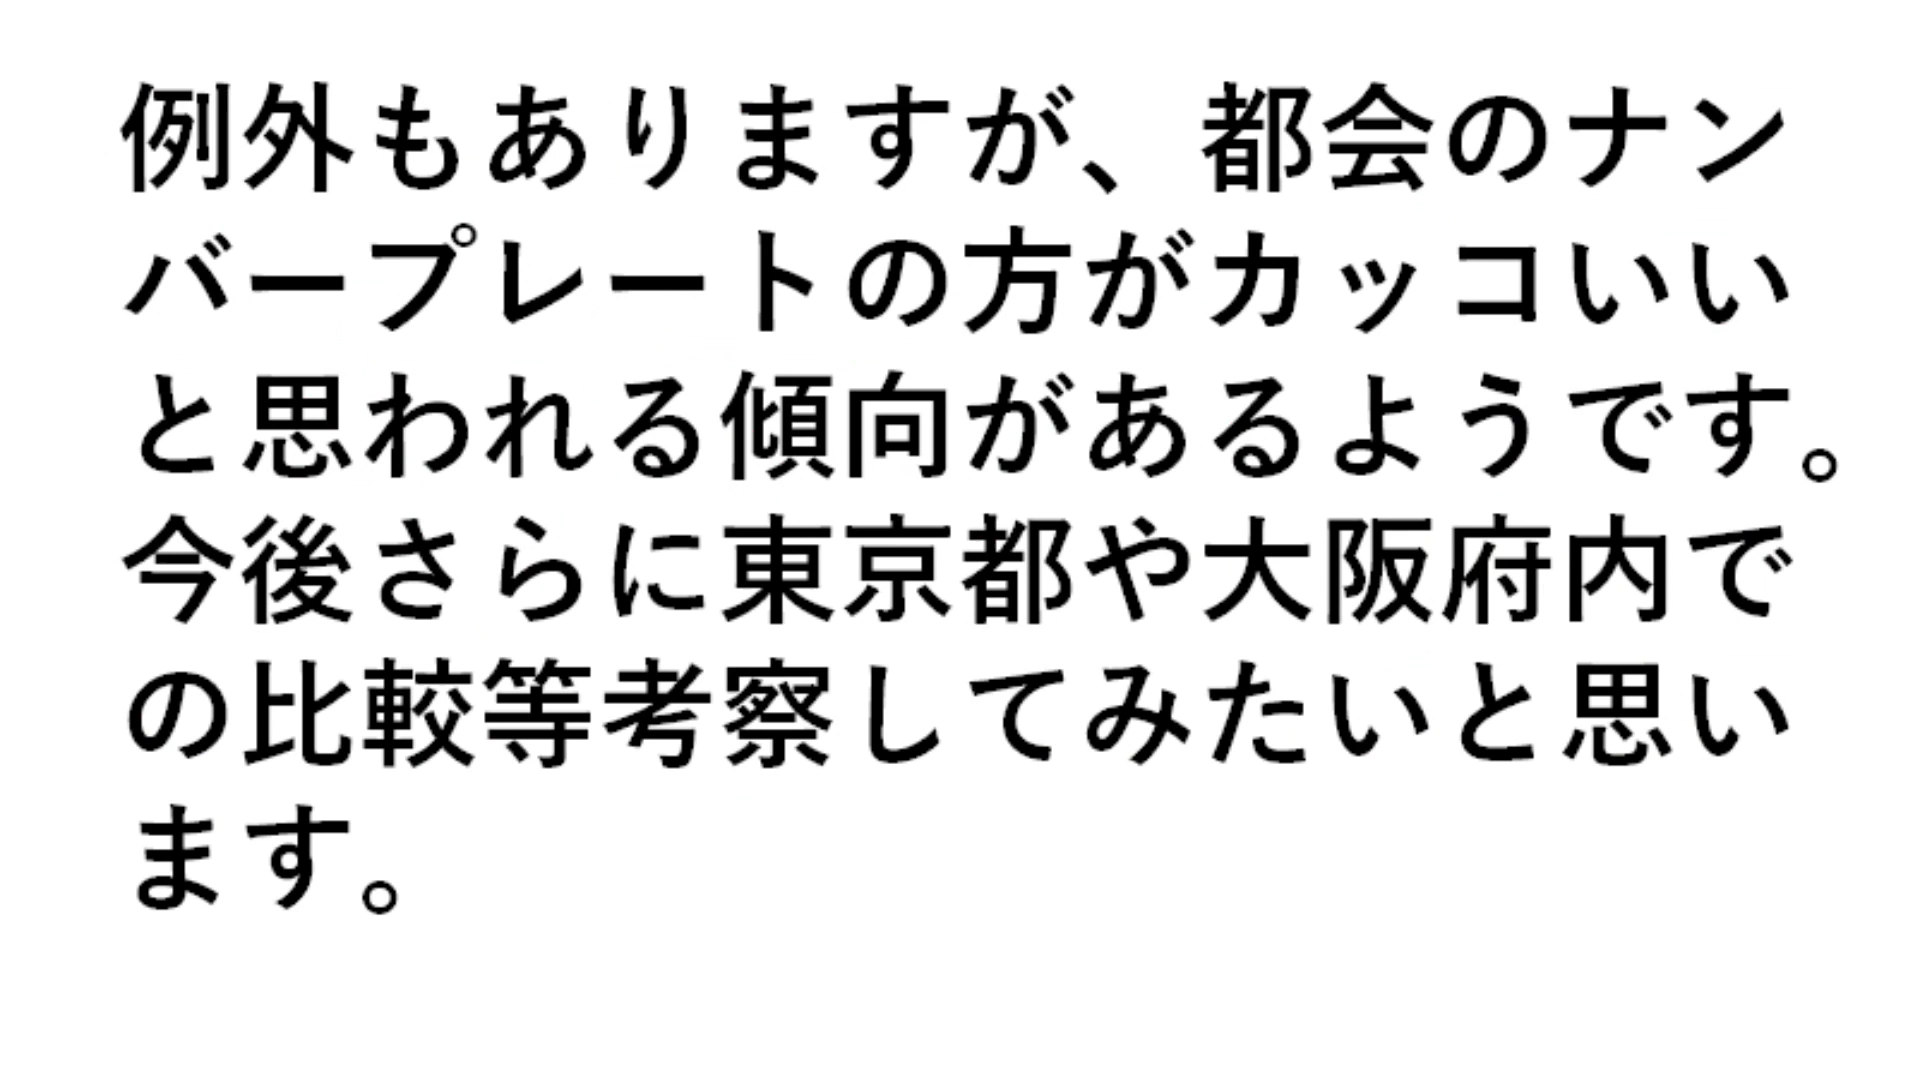 例外もありますが、都会のナン
バープレートの方がカッコいい
と思われる傾向があるようです。
今後さらに東京都や大阪府内で
の比較等考察してみたいと思い
ます。